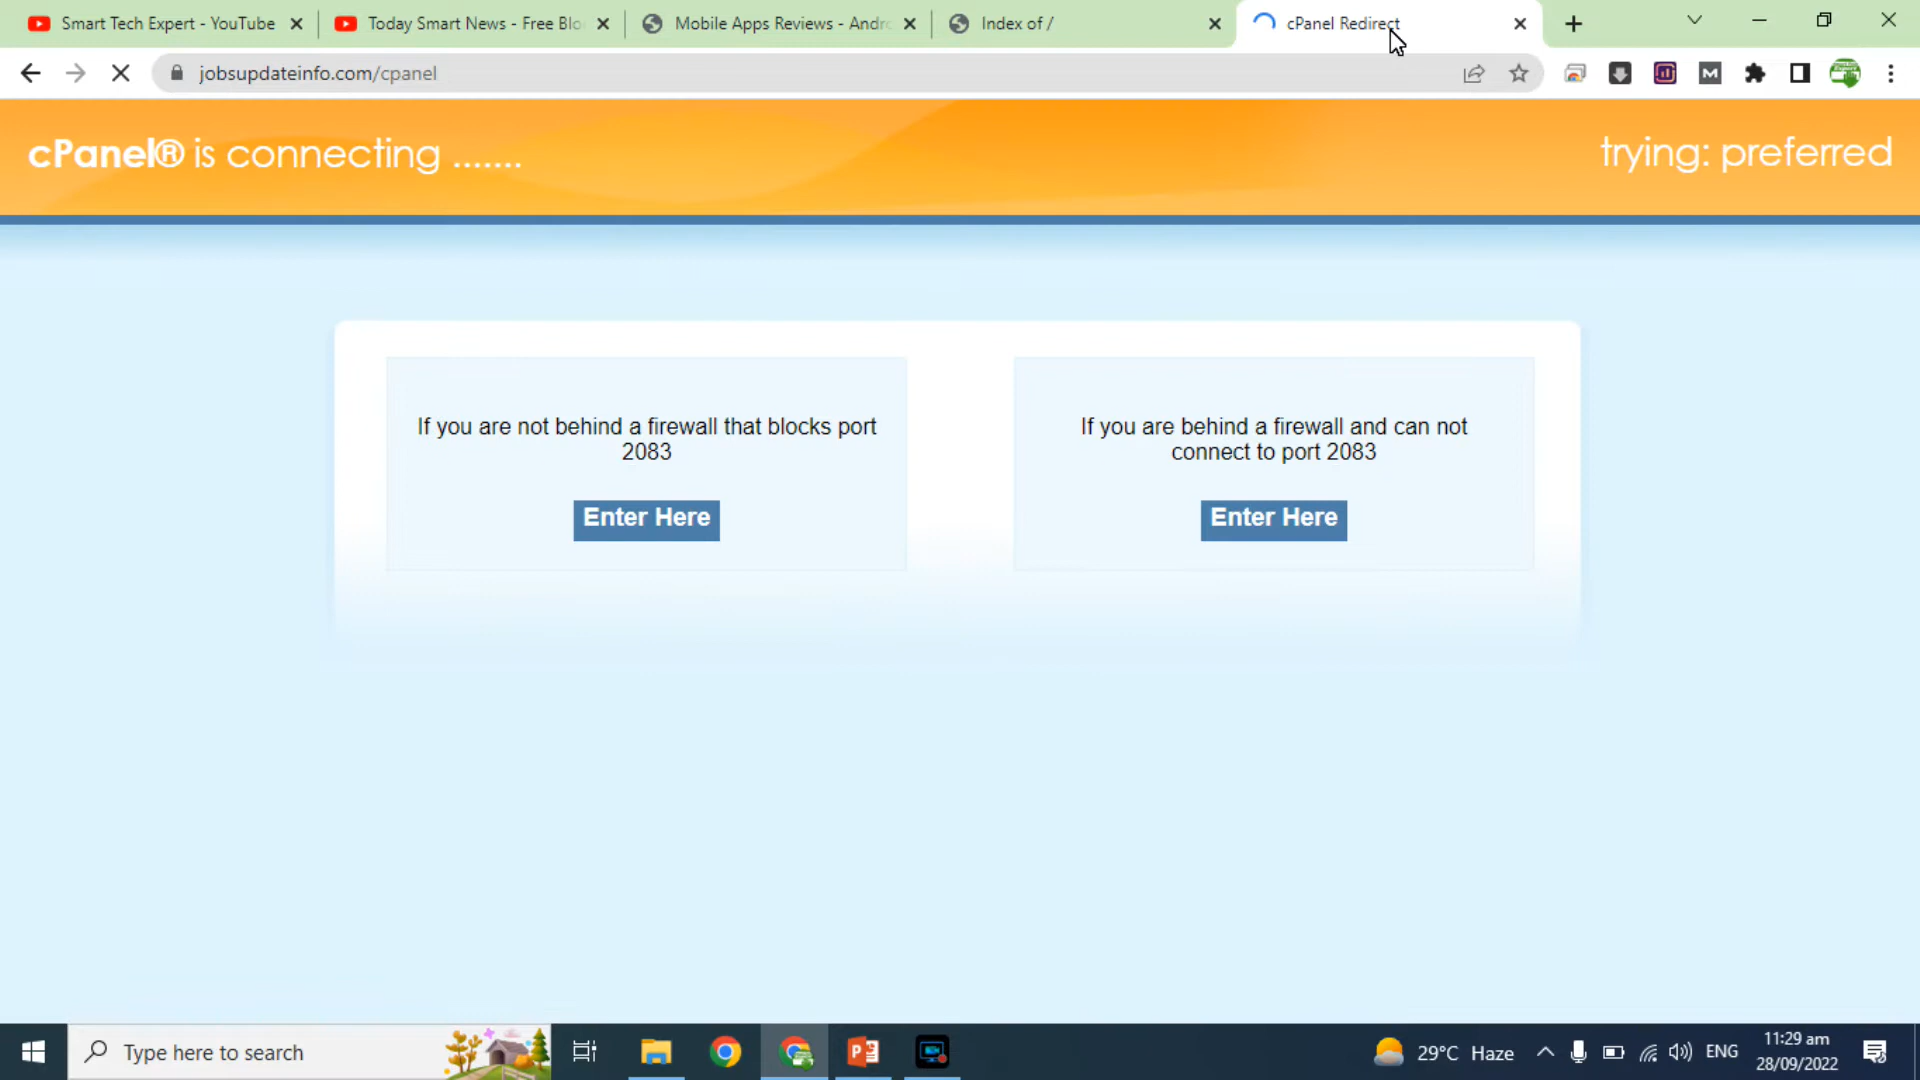 Smart Tech Expert - YouTube
Today Smart News - Free Blo
Mobile Apps Reviews - Andro
Index of /
cPanel Redirect
jobsupdateinfo.com/cpanel
cPanel® is connecting .......
trying: preferred
If you are not behind a firewall that blocks port
2083
Enter Here
If you are behind a firewall and can not
connect to port 2083
Enter Here
Type here to search
29°C Haze
ENG
11:29 am
28/09/2022